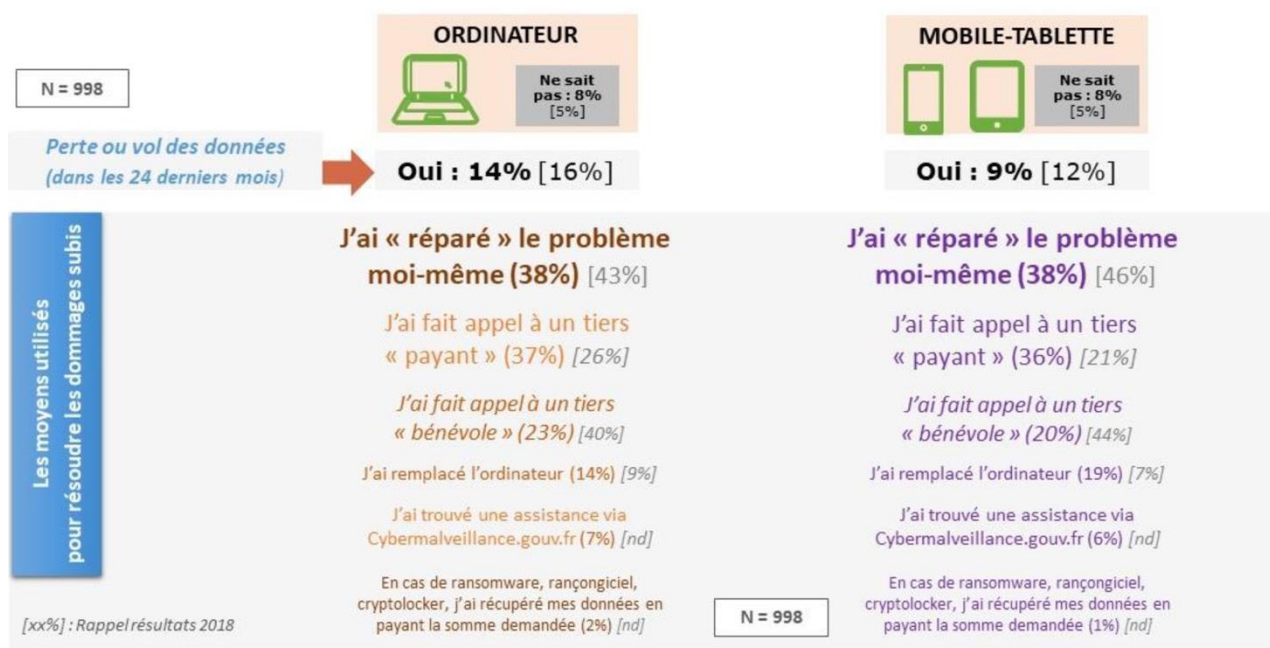 ORDINATEUR
Ne sait
pas : 8%
[5%]
MOBILE-TABLETTE
Ne sait
pas : 8%
[5%]
N = 998
Perte ou vol des données
(dans les 24 derniers mois)
Oui : 14% [16%]
Oui : 9% [12%]
Les moyens utilisés
pour résoudre les dommages subis
J’ai « réparé » le problème
moi-même (38%) [43%]
J’ai fait appel à un tiers
« payant » (37%) [26%]
J’ai fait appel à un tiers
« bénévole » (23%) [40%]
J’ai remplacé l’ordinateur (14%) [9%]
J’ai trouvé une assistance via
Cybermalveillance.gouv.fr (7%) [nd]
En cas de ransomware, rançongiciel,
cryptolocker, j’ai récupéré mes données en
payant la somme demandée (2%) [nd]
J’ai « réparé » le problème
moi-même (38%) [46%]
J’ai fait appel à un tiers
« payant » (36%) [21%]
J’ai fait appel à un tiers
« bénévole » (20%) [44%]
J’ai remplacé l’ordinateur (19%) [7%]
J’ai trouvé une assistance via
Cybermalveillance.gouv.fr (6%) [nd]
En cas de ransomware, rançongiciel,
cryptolocker, j’ai récupéré mes données en
payant la somme demandée (1%) [nd]
N = 998
[xx%] : Rappel résultats 2018